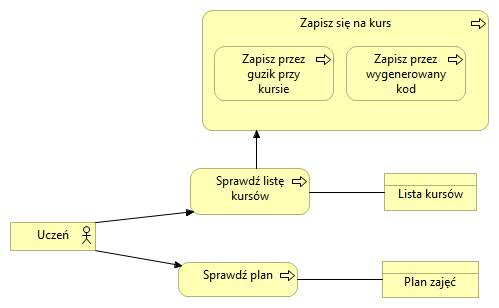 Zapisz się na kurs
Zapisz przez
guzik przy
kursie
Zapisz przez
wygenerowany
kod
Sprawdź listę
kursów
Lista kursów
Uczeń
Sprawdź plan
Plan zajęć